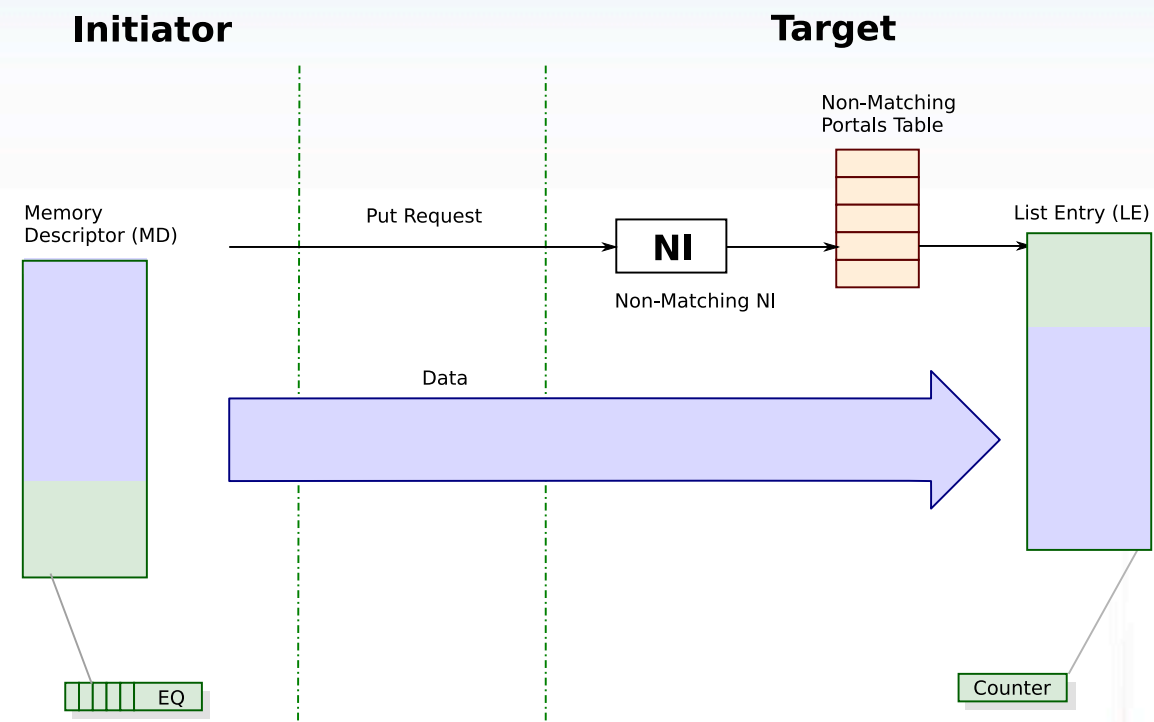 Initiator
Target
Non-Matching
Portals Table
Memory
Descriptor (MD)
Put Request
List Entry (LE)
NI
Non-Matching NI
Data
EQ
Counter